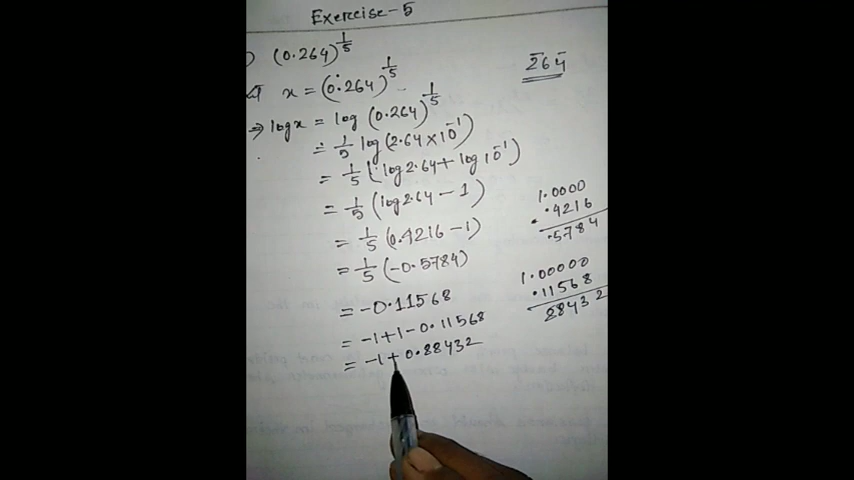 Exercise-5
) (0.264)^{1/5}
x = (0.264)^{1/5}
264
⇒ log x = log (0.264)^{1/5}
= 1/5 log (2.64 × 10^{-1})
= 1/5 (log 2.64 + log 10^{-1})
= 1/5 (log 2.64 - 1)
= 1/5 (0.4216 - 1)
= 1/5 (-0.5784)
= -0.11568
= -1+1-0.11568
= -1+0.88432
1.0000
.4216
.5784
1.00000
.11568
88432